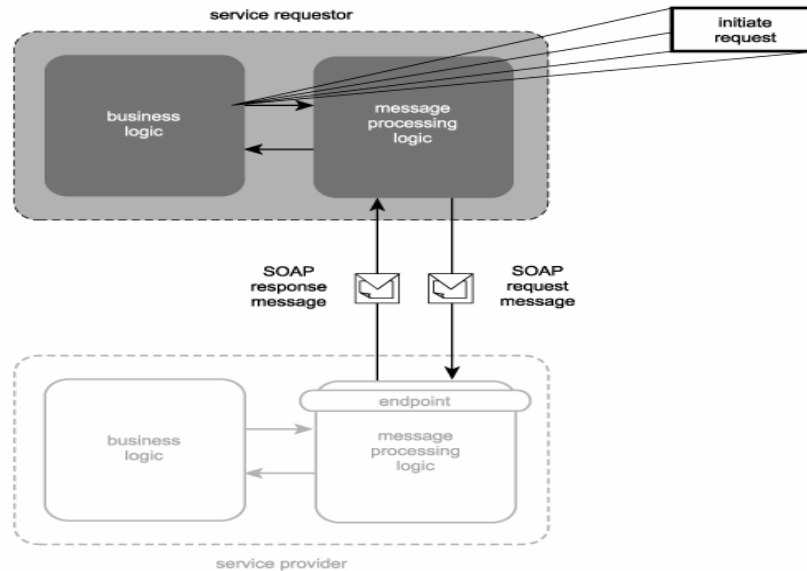 service requestor
initiate
request
business
logic
message
processing
logic
SOAP
response
message
SOAP
request
message
endpoint
business
logic
message
processing
logic
service provider